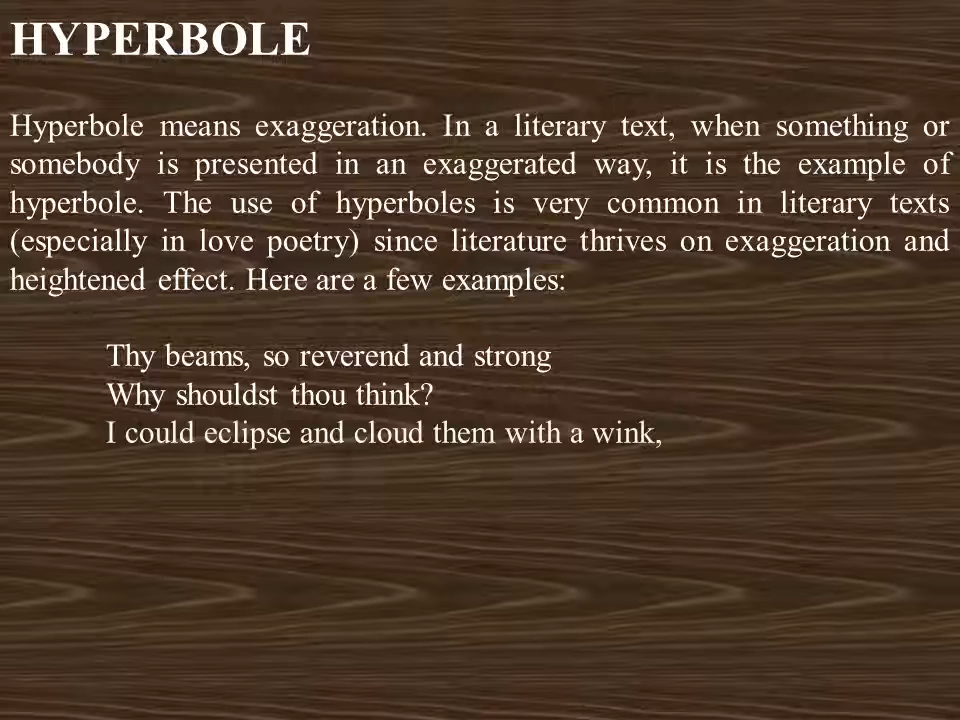 HYPERBOLE
Hyperbole means exaggeration. In a literary text, when something or
somebody is presented in an exaggerated way, it is the example of
hyperbole. The use of hyperboles is very common in literary texts
(especially in love poetry) since literature thrives on exaggeration and
heightened effect. Here are a few examples:
Thy beams, so reverend and strong
Why shouldst thou think?
I could eclipse and cloud them with a wink,